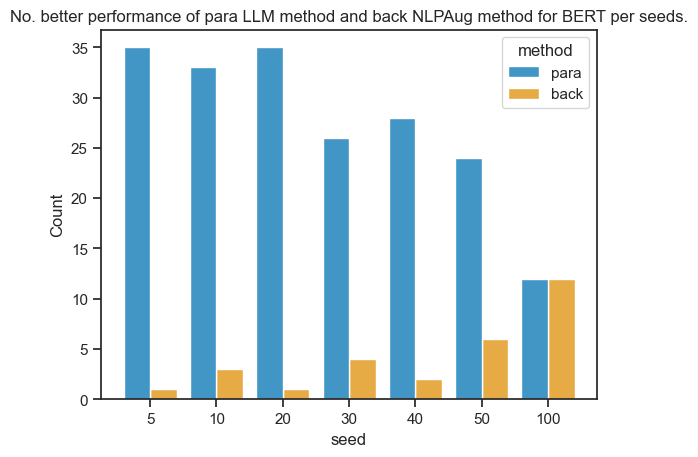 No. better performance of para LLM method and back NLPAug method for BERT per seeds.
method
para
back
35
30
25
20
15
10
5
0
Count
5 10 20 30 40 50 100
seed